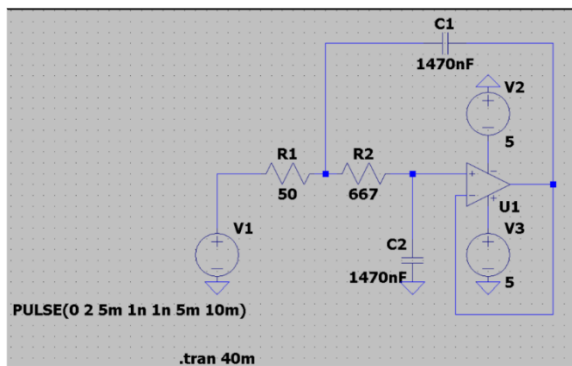 C1
1470nF
V2
5
R1
50
R2
667
U1
V3
5
V1
C2
1470nF
PULSE(0 2 5m 1n 1n 5m 10m)
.tran 40m